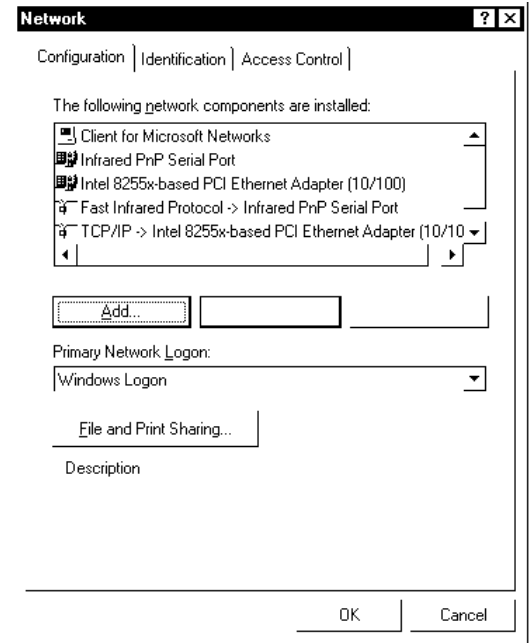 Network
Configuration Identification Access Control
The following network components are installed:
Client for Microsoft Networks
Infrared PnP Serial Port
Intel 8255x-based PCI Ethernet Adapter (10/100)
Fast Infrared Protocol -> Infrared PnP Serial Port
TCP/IP -> Intel 8255x-based PCI Ethernet Adapter (10/10
Add...
Primary Network Logon:
Windows Logon
File and Print Sharing...
Description
OK Cancel